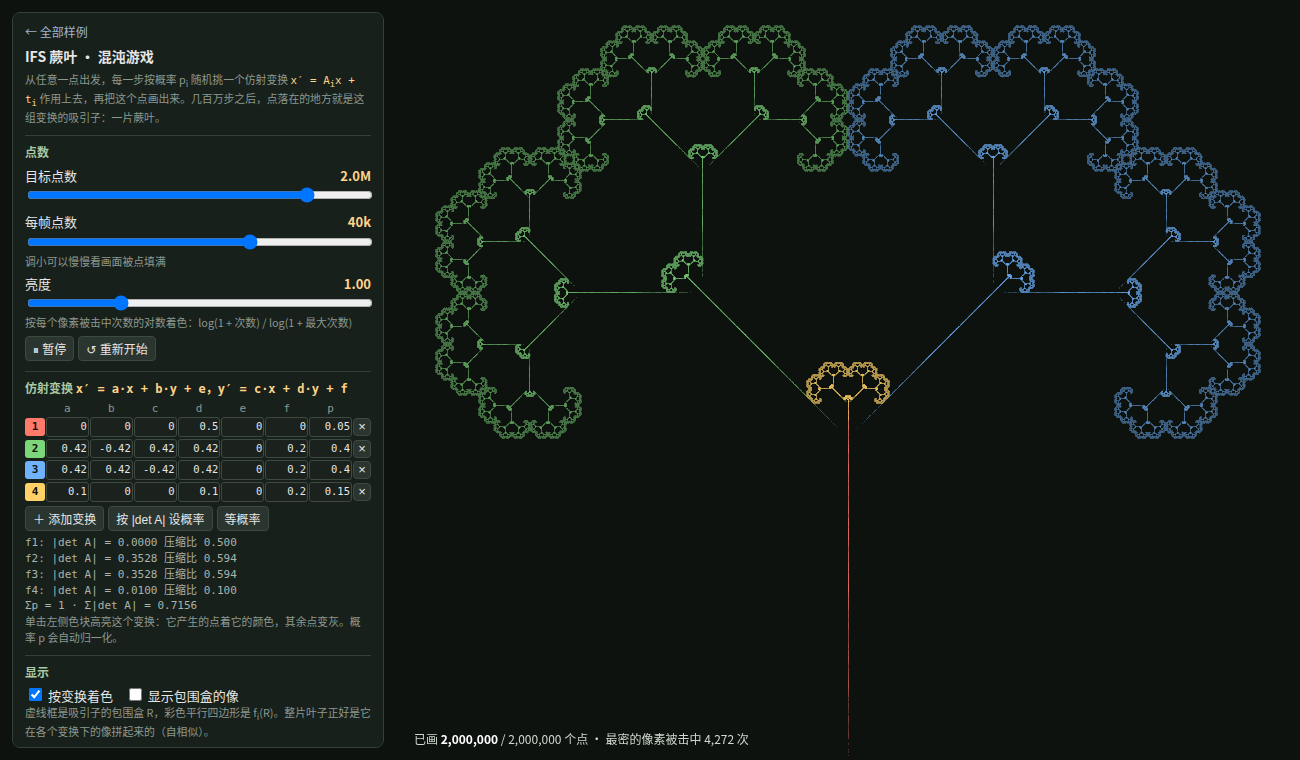 ← 全部样例
IFS 蕨叶 · 混沌游戏
从任意一点出发，每一步按概率 pi 随机挑一个仿射变换 x′ = Aix +
ti 作用上去，再把这个点画出来。几百万步之后，点落在的地方就是这
组变换的吸引子：一片蕨叶。
点数
目标点数 2.0M
每帧点数 40k
调小可以慢慢看画面被点填满
亮度 1.00
按每个像素被击中次数的对数着色：log(1 + 次数) / log(1 + 最大次数)
⏸ 暂停 ↺ 重新开始
仿射变换 x′ = a·x + b·y + e, y′ = c·x + d·y + f
a b c d e f p
1 0 0 0 0.5 0 0 0.05 ×
2 0.42 -0.42 0.42 0.42 0 0.2 0.4 ×
3 0.42 0.42 -0.42 0.42 0 0.2 0.4 ×
4 0.1 0 0 0.1 0 0.2 0.15 ×
＋ 添加变换 按 |det A| 设概率 等概率
f1: |det A| = 0.0000 压缩比 0.500
f2: |det A| = 0.3528 压缩比 0.594
f3: |det A| = 0.3528 压缩比 0.594
f4: |det A| = 0.0100 压缩比 0.100
Σp = 1 · Σ|det A| = 0.7156
单击左侧色块高亮这个变换：它产生的点着它的颜色，其余点变灰。概
率 p 会自动归一化。
显示
按变换着色 显示包围盒的像
虚线框是吸引子的包围盒 R，彩色平行四边形是 fi(R)。整片叶子正好是它
在各个变换下的像拼起来的（自相似）。
已画 2,000,000 / 2,000,000 个点 · 最密的像素被击中 4,272 次